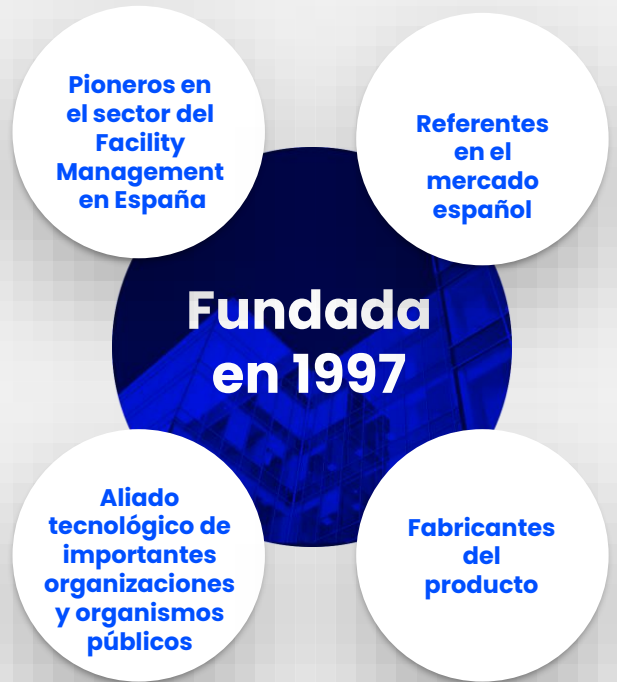 Pioneros en
el sector del
Facility
Management
en España
Referentes
en el
mercado
español
Fundada
en 1997
Aliado
tecnológico de
importantes
organizaciones
y organismos
públicos
Fabricantes
del
producto